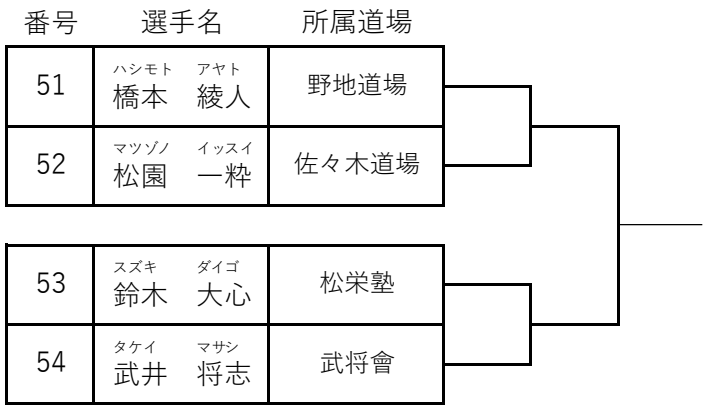 番号 選手名 所属道場
ハシモト アヤト
51 橋本 綾人 野地道場
マツゾノ イッスイ
52 松園 一粋 佐々木道場
スズキ ダイゴ
53 鈴木 大心 松栄塾
タケイ マサシ
54 武井 将志 武将會